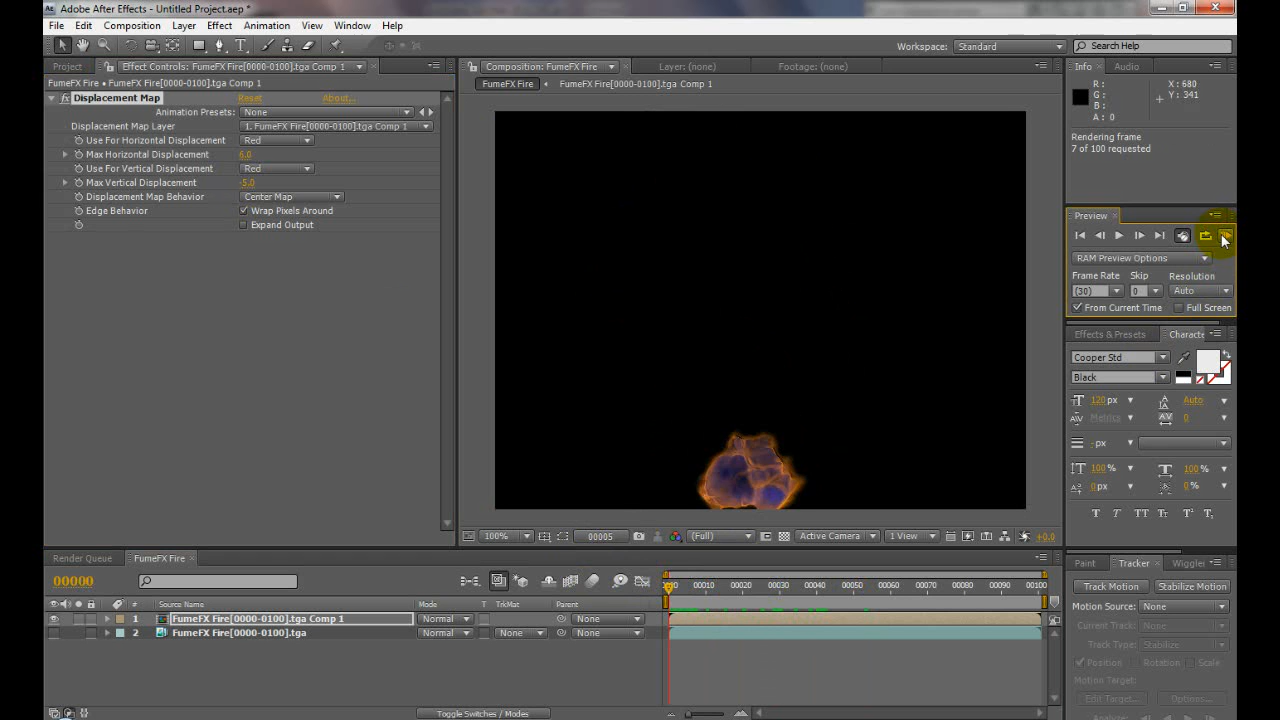 Adobe After Effects - Untitled Project.aep *
File Edit Composition Layer Effect Animation View Window Help
Workspace: Standard Search Help
Project Effect Controls: FumeFX Fire[0000-0100].tga Comp 1
FumeFX Fire • FumeFX Fire[0000-0100].tga Comp 1
fx Displacement Map Reset About...
Animation Presets: None
Displacement Map Layer 1. FumeFX Fire[0000-0100].tga Comp 1
Use For Horizontal Displacement Red
Max Horizontal Displacement 6.0
Use For Vertical Displacement Red
Max Vertical Displacement -5.0
Displacement Map Behavior Center Map
Edge Behavior Wrap Pixels Around
Expand Output
Composition: FumeFX Fire Layer: (none) Footage: (none)
FumeFX Fire FumeFX Fire[0000-0100].tga Comp 1
100% 00005 (Full) Active Camera 1 View +0.0
Info Audio
R: X: 680
G: Y: 341
B:
A: 0
Rendering frame
7 of 100 requested
Preview
RAM Preview Options
Frame Rate Skip Resolution
(30) 0 Auto
From Current Time Full Screen
Effects & Presets Characte
Cooper Std
Black
120 px Auto
Metrics 0
- px
100% 100%
0 px 0%
T T TT Tт T¹ T₁
Paint Tracker Wiggle
Track Motion Stabilize Motion
Motion Source: None
Current Track: None
Track Type: Stabilize
Position Rotation Scale
Motion Target:
Edit Target... Options...
Render Queue FumeFX Fire
00000
00010 00020 00030 00040 00050 00060 00070 00080 00090 00100
# Source Name Mode T TrkMat Parent
1 FumeFX Fire[0000-0100].tga Comp 1 Normal None
2 FumeFX Fire[0000-0100].tga Normal None None
Toggle Switches / Modes